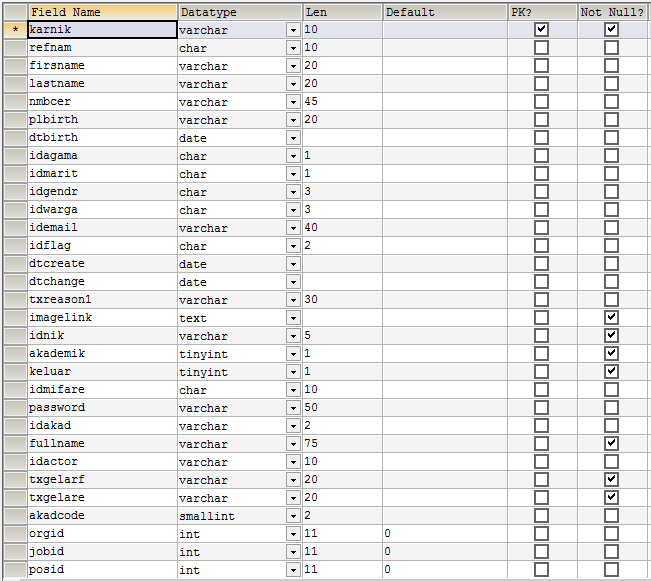 Field Name Datatype Len Default PK? Not Null?
* karnik varchar 10
refnam char 10
firsname varchar 20
lastname varchar 20
nmbcer varchar 45
plbirth varchar 20
dtbirth date
idagama char 1
idmarit char 1
idgendr char 3
idwarga char 3
idemail varchar 40
idflag char 2
dtcreate date
dtchange date
txreason1 varchar 30
imagelink text
idnik varchar 5
akademik tinyint 1
keluar tinyint 1
idmifare char 10
password varchar 50
idakad varchar 2
fullname varchar 75
idactor varchar 10
txgelarf varchar 20
txgelare varchar 20
akadcode smallint 2
orgid int 11 0
jobid int 11 0
posid int 11 0